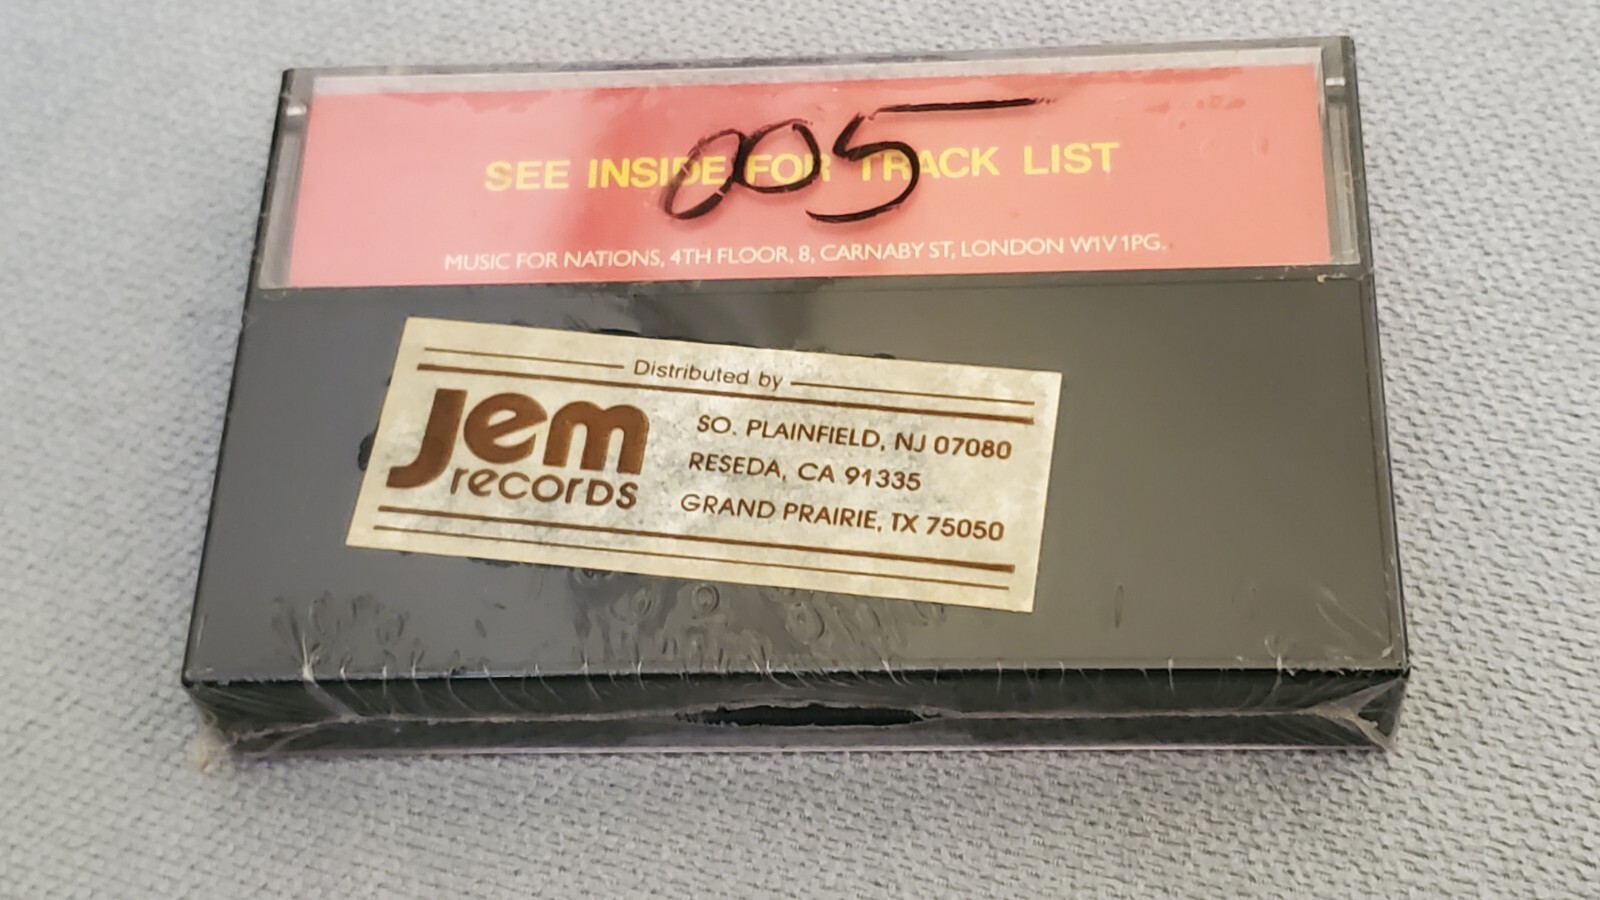 005
SEE INSIDE FOR TRACK LIST
MUSIC FOR NATIONS, 4TH FLOOR, 8, CARNABY ST, LONDON W1V 1PG.
Distributed by
Jem
records
SO. PLAINFIELD, NJ 07080
RESEDA, CA 91335
GRAND PRAIRIE, TX 75050